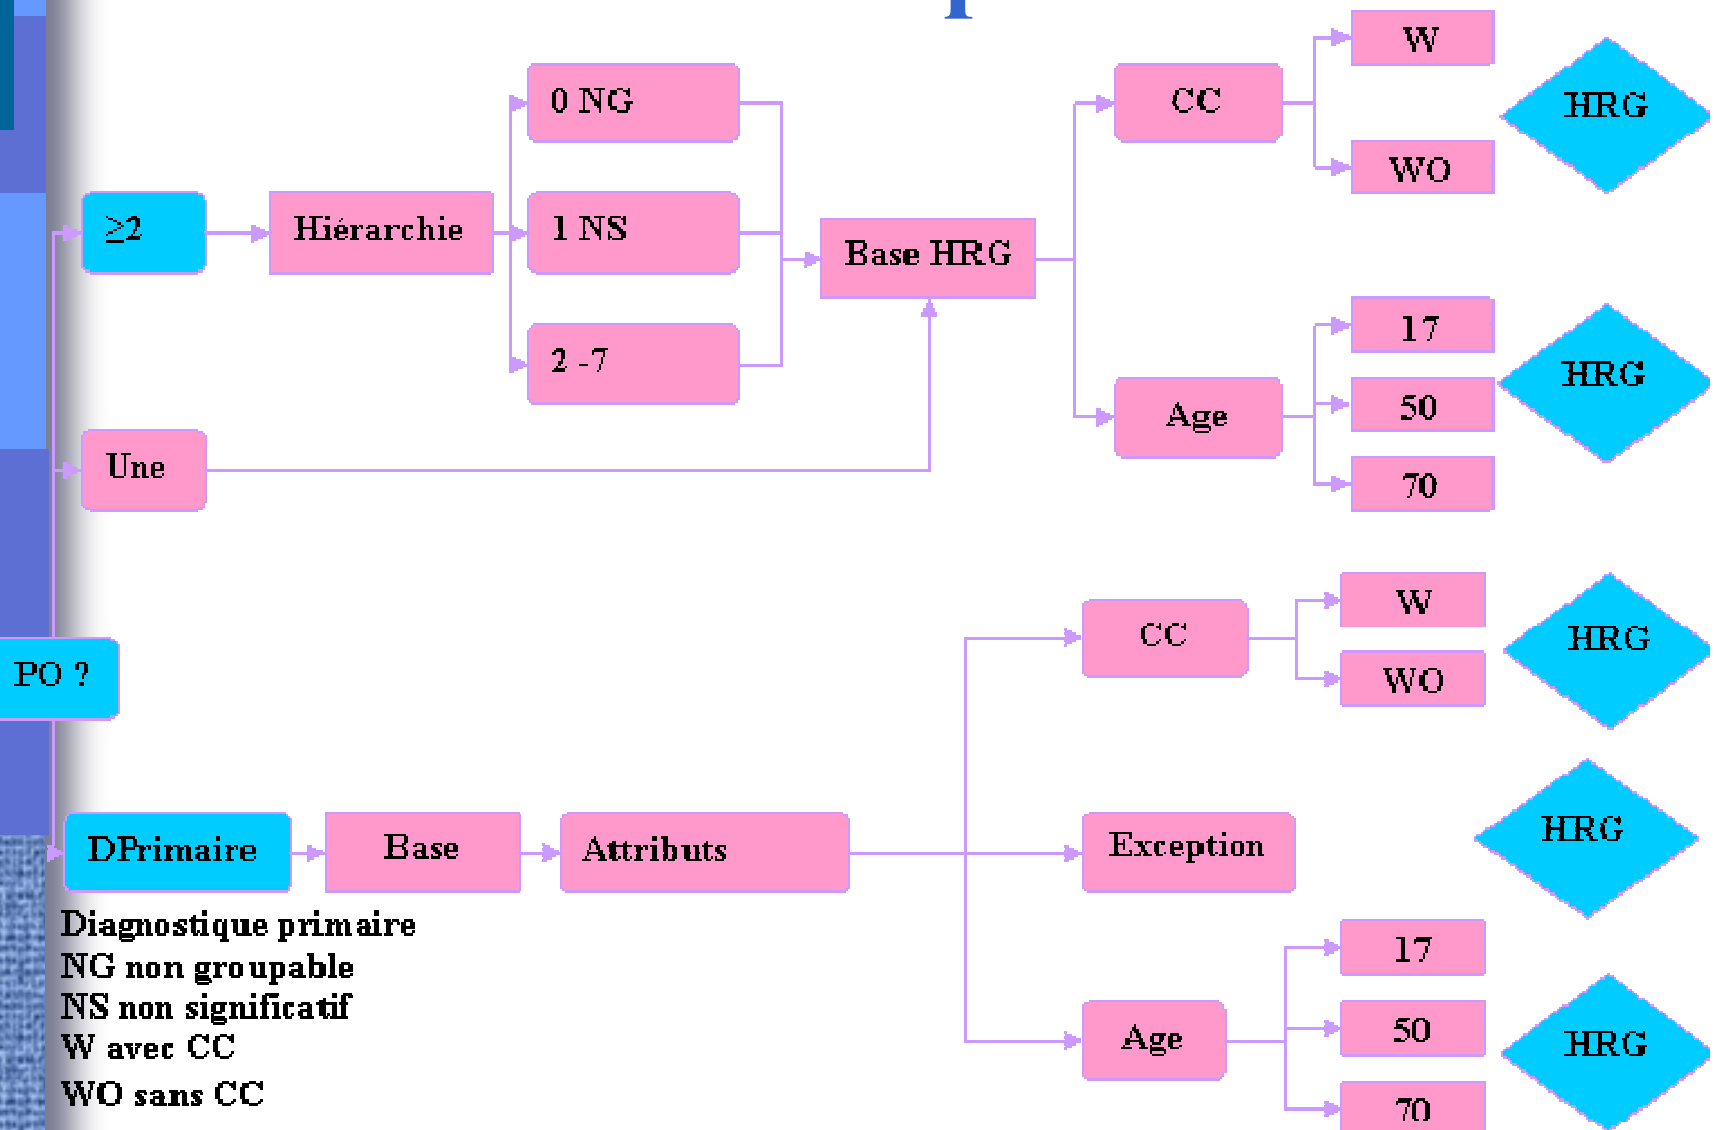 W
HRG
0 NG
CC
WO
≥2
Hiérarchie
1 NS
Base HRG
2 -7
17
HRG
Age
50
Une
70
W
CC
HRG
PO ?
WO
HRG
DPrimaire
Base
Attributs
Exception
Diagnostique primaire
NG non groupable
NS non significatif
W avec CC
WO sans CC
17
Age
50
HRG
70